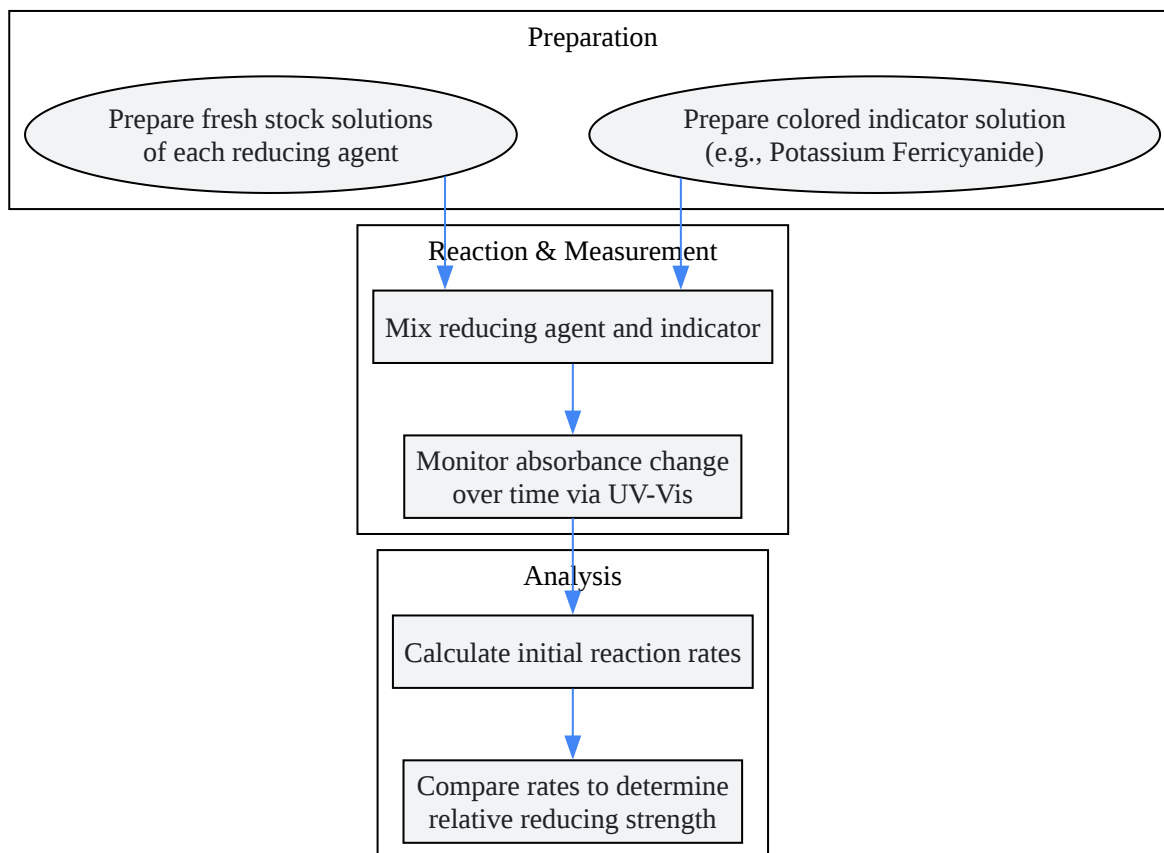 Preparation
Prepare fresh stock solutions
of each reducing agent
Prepare colored indicator solution
(e.g., Potassium Ferricyanide)
Reaction & Measurement
Mix reducing agent and indicator
Monitor absorbance change
over time via UV-Vis
Analysis
Calculate initial reaction rates
Compare rates to determine
relative reducing strength